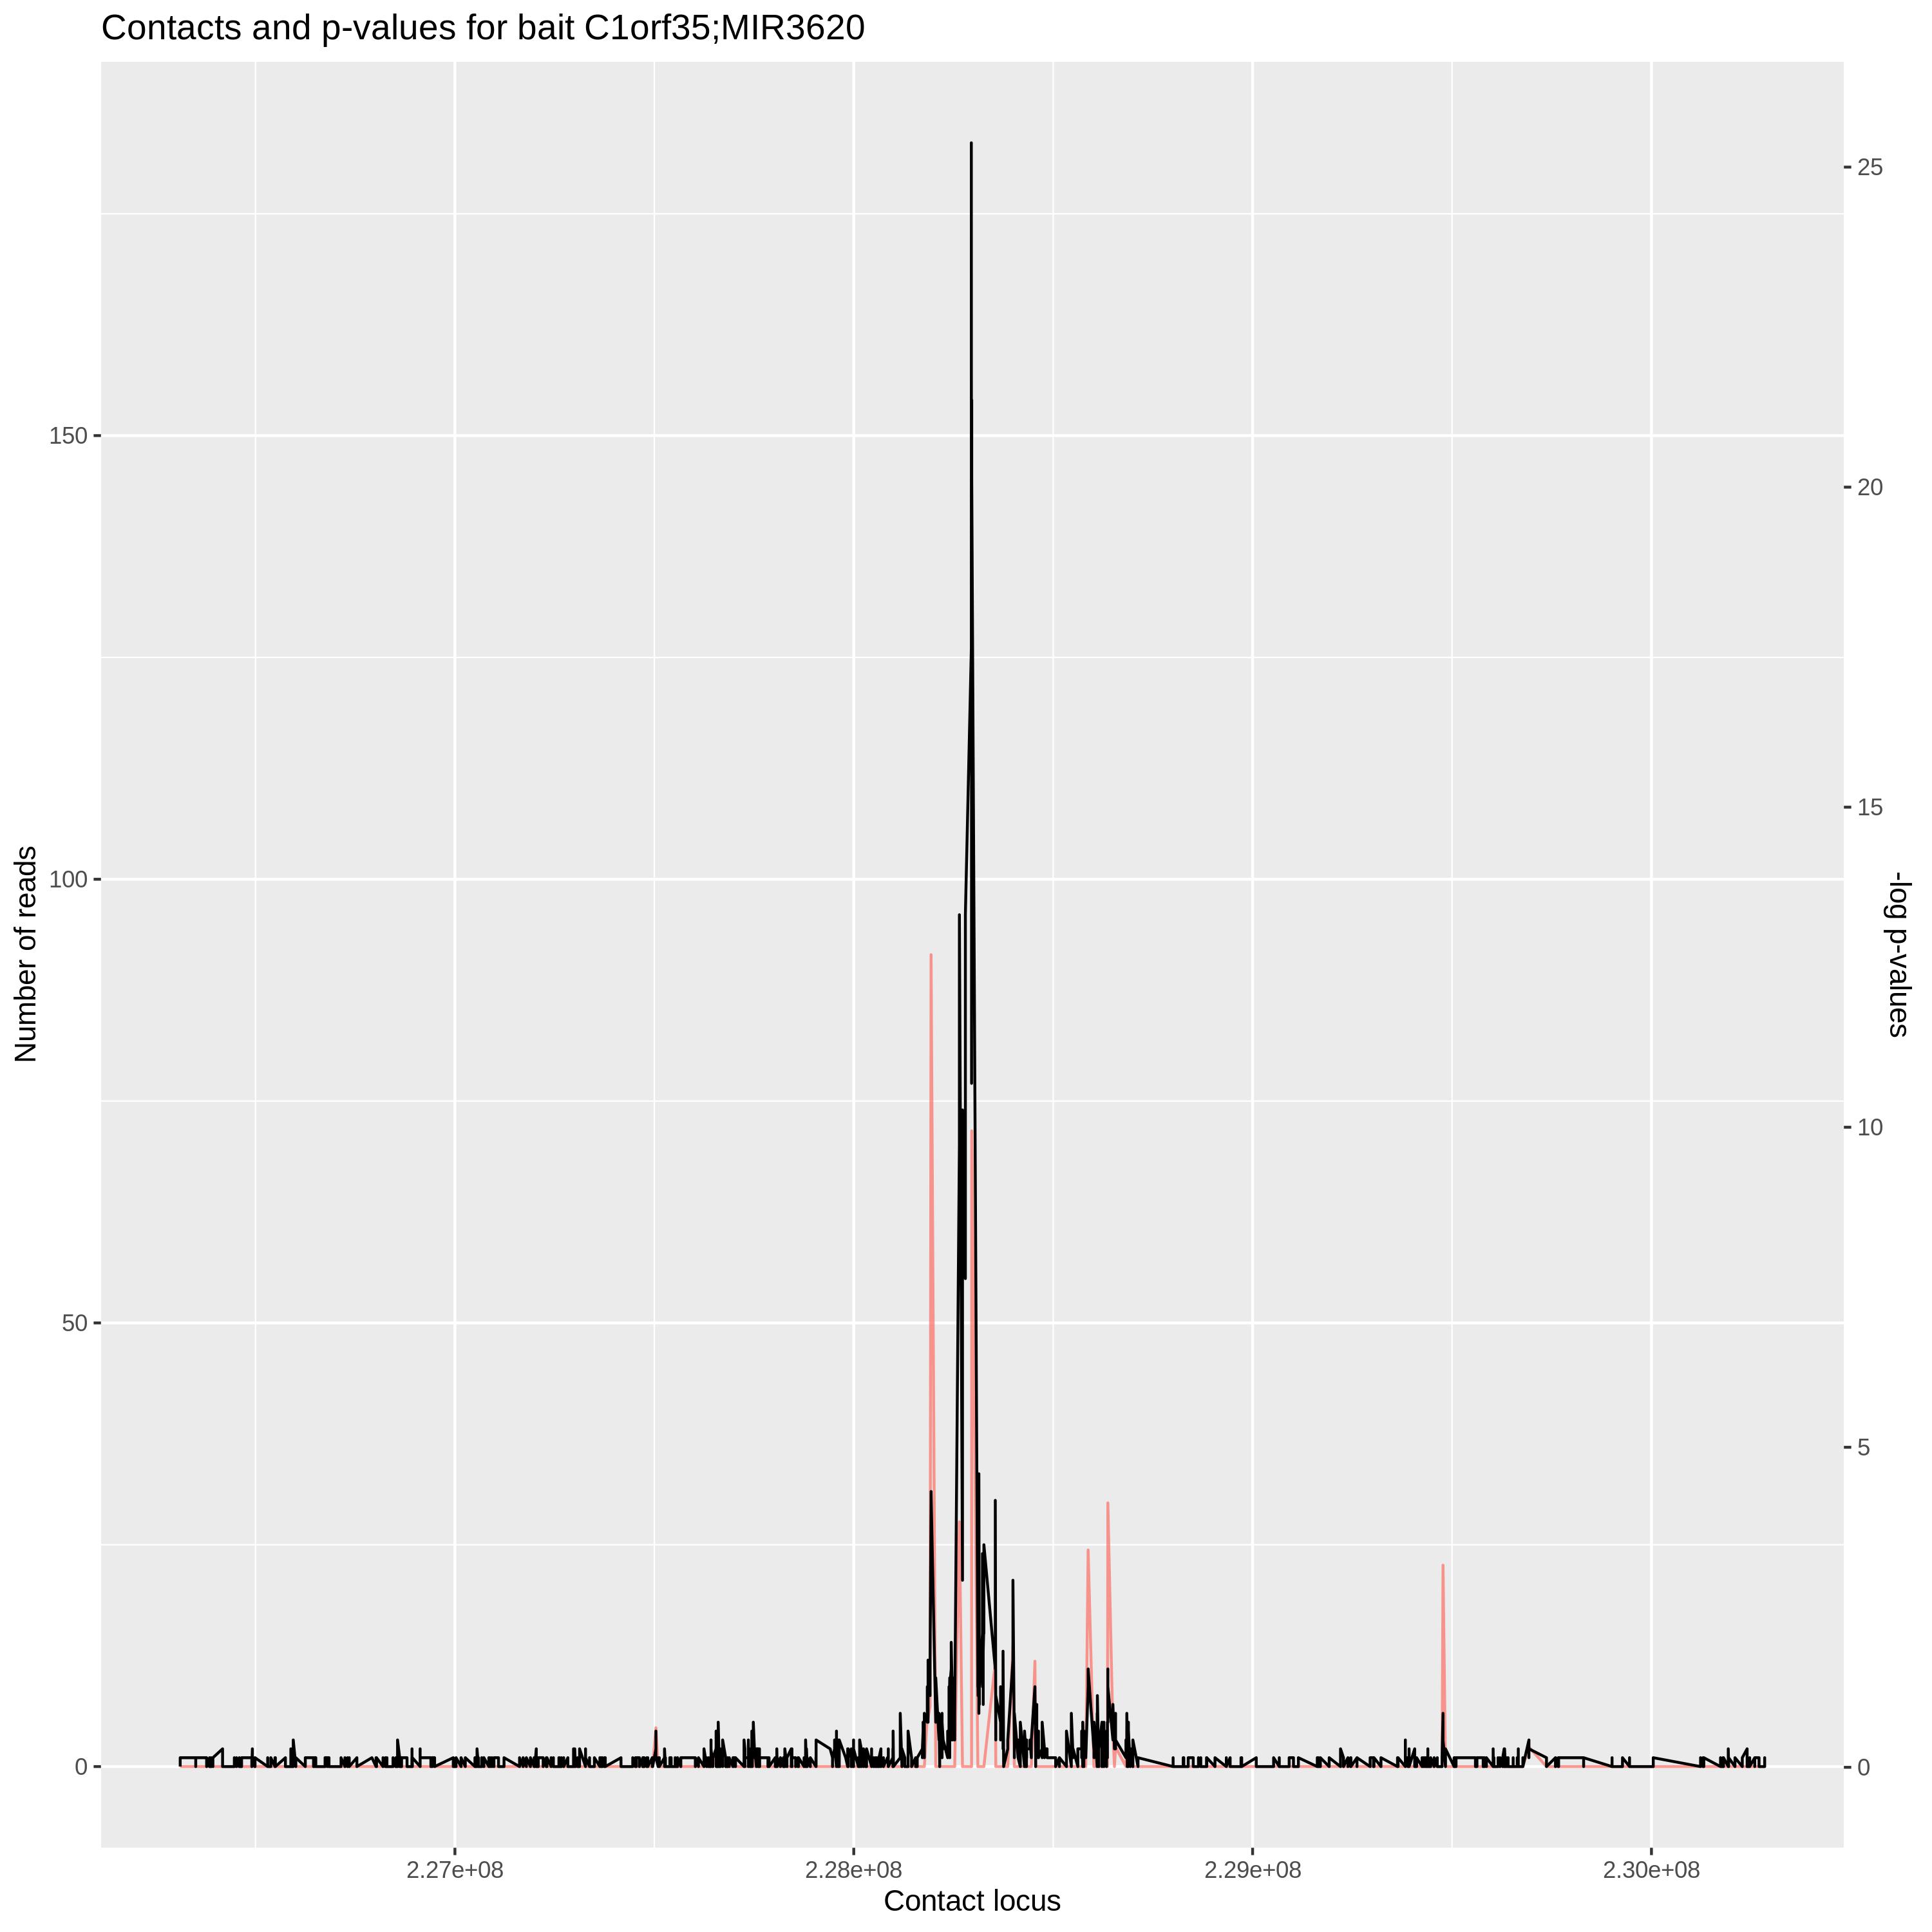 Contacts and p-values for bait C1orf35;MIR3620
Number of reads
150
100
50
0
25
20
15
10
5
0
-log p-values
2.27e+08
2.28e+08
2.29e+08
2.30e+08
Contact locus